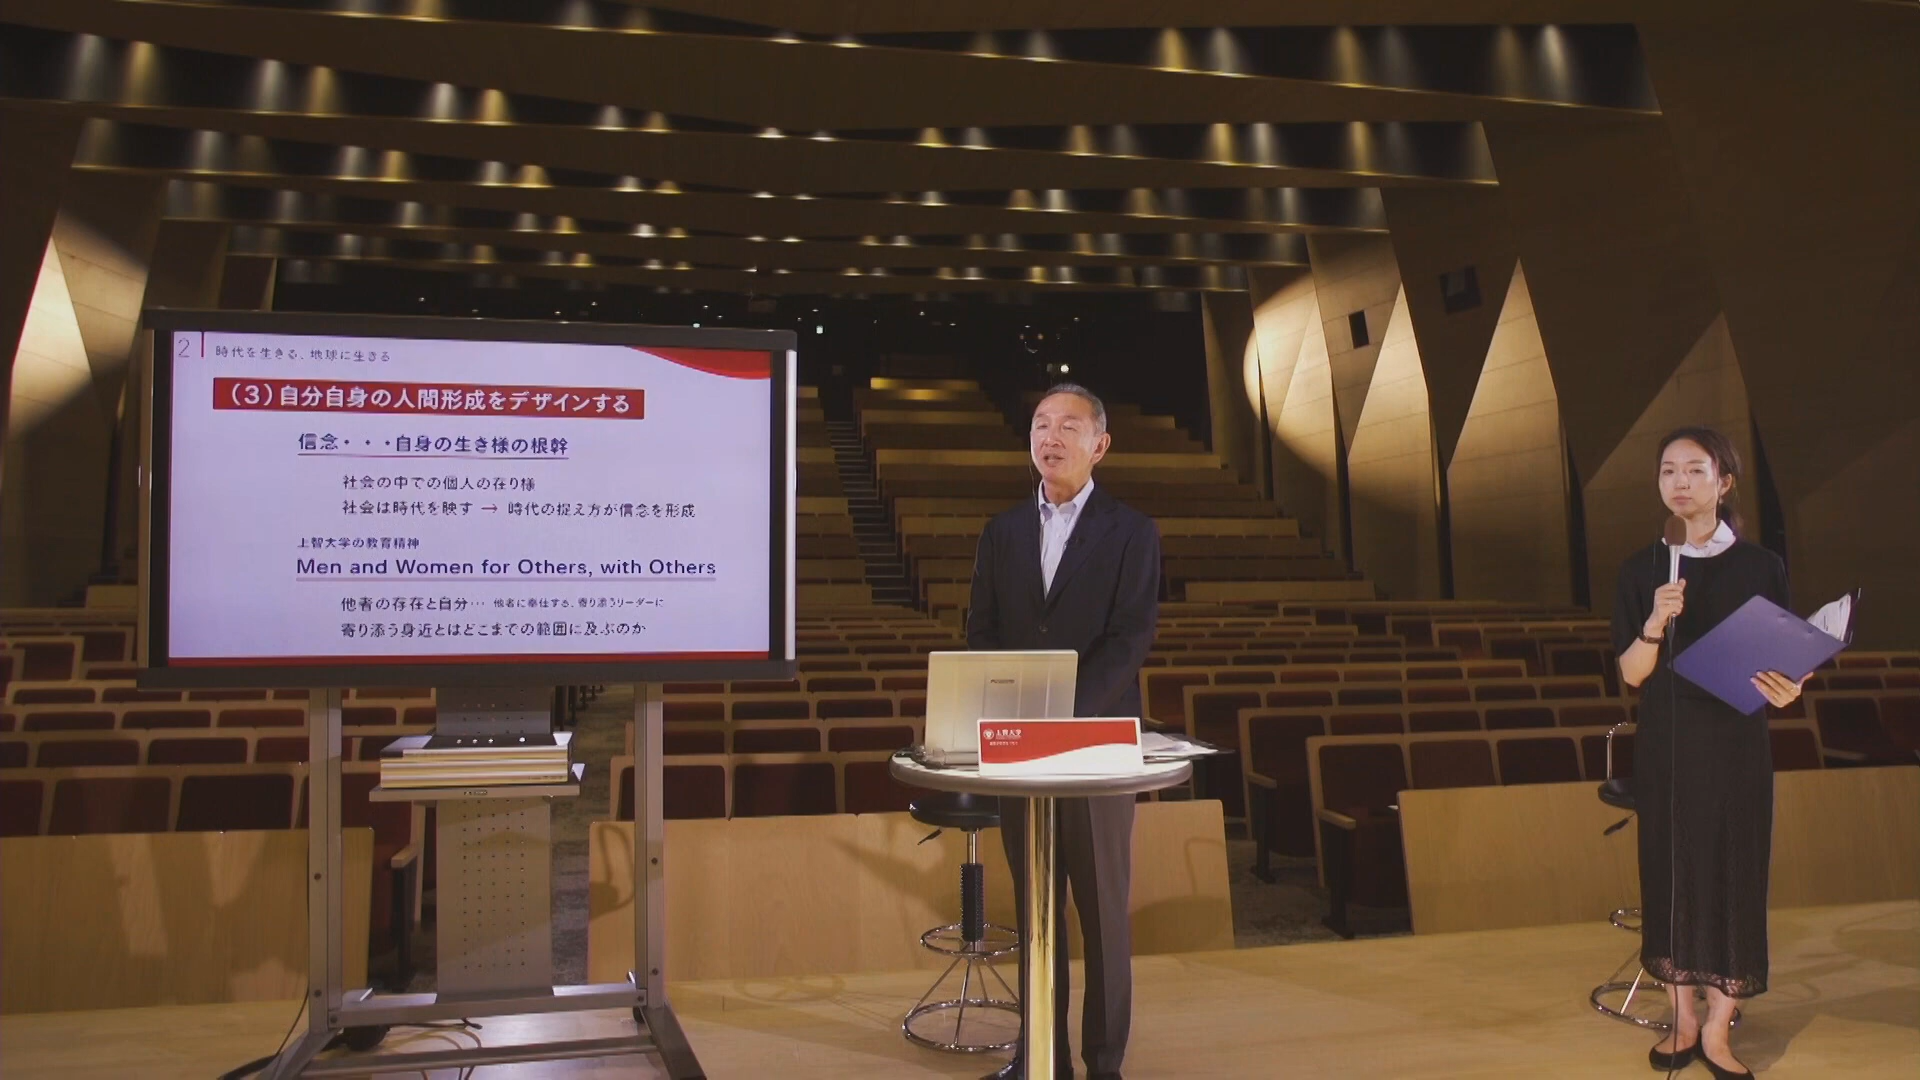 2 時代を生きる、地球に生きる
（3）自分自身の人間形成をデザインする
信念・・・自身の生き様の根幹
社会の中での個人の在り様
社会は時代を映す → 時代の捉え方が信念を形成
上智大学の教育精神
Men and Women for Others, with Others
他者の存在と自分… 他者に奉仕する、寄り添うリーダーに
寄り添う身近とはどこまでの範囲に及ぶのか
上智大学